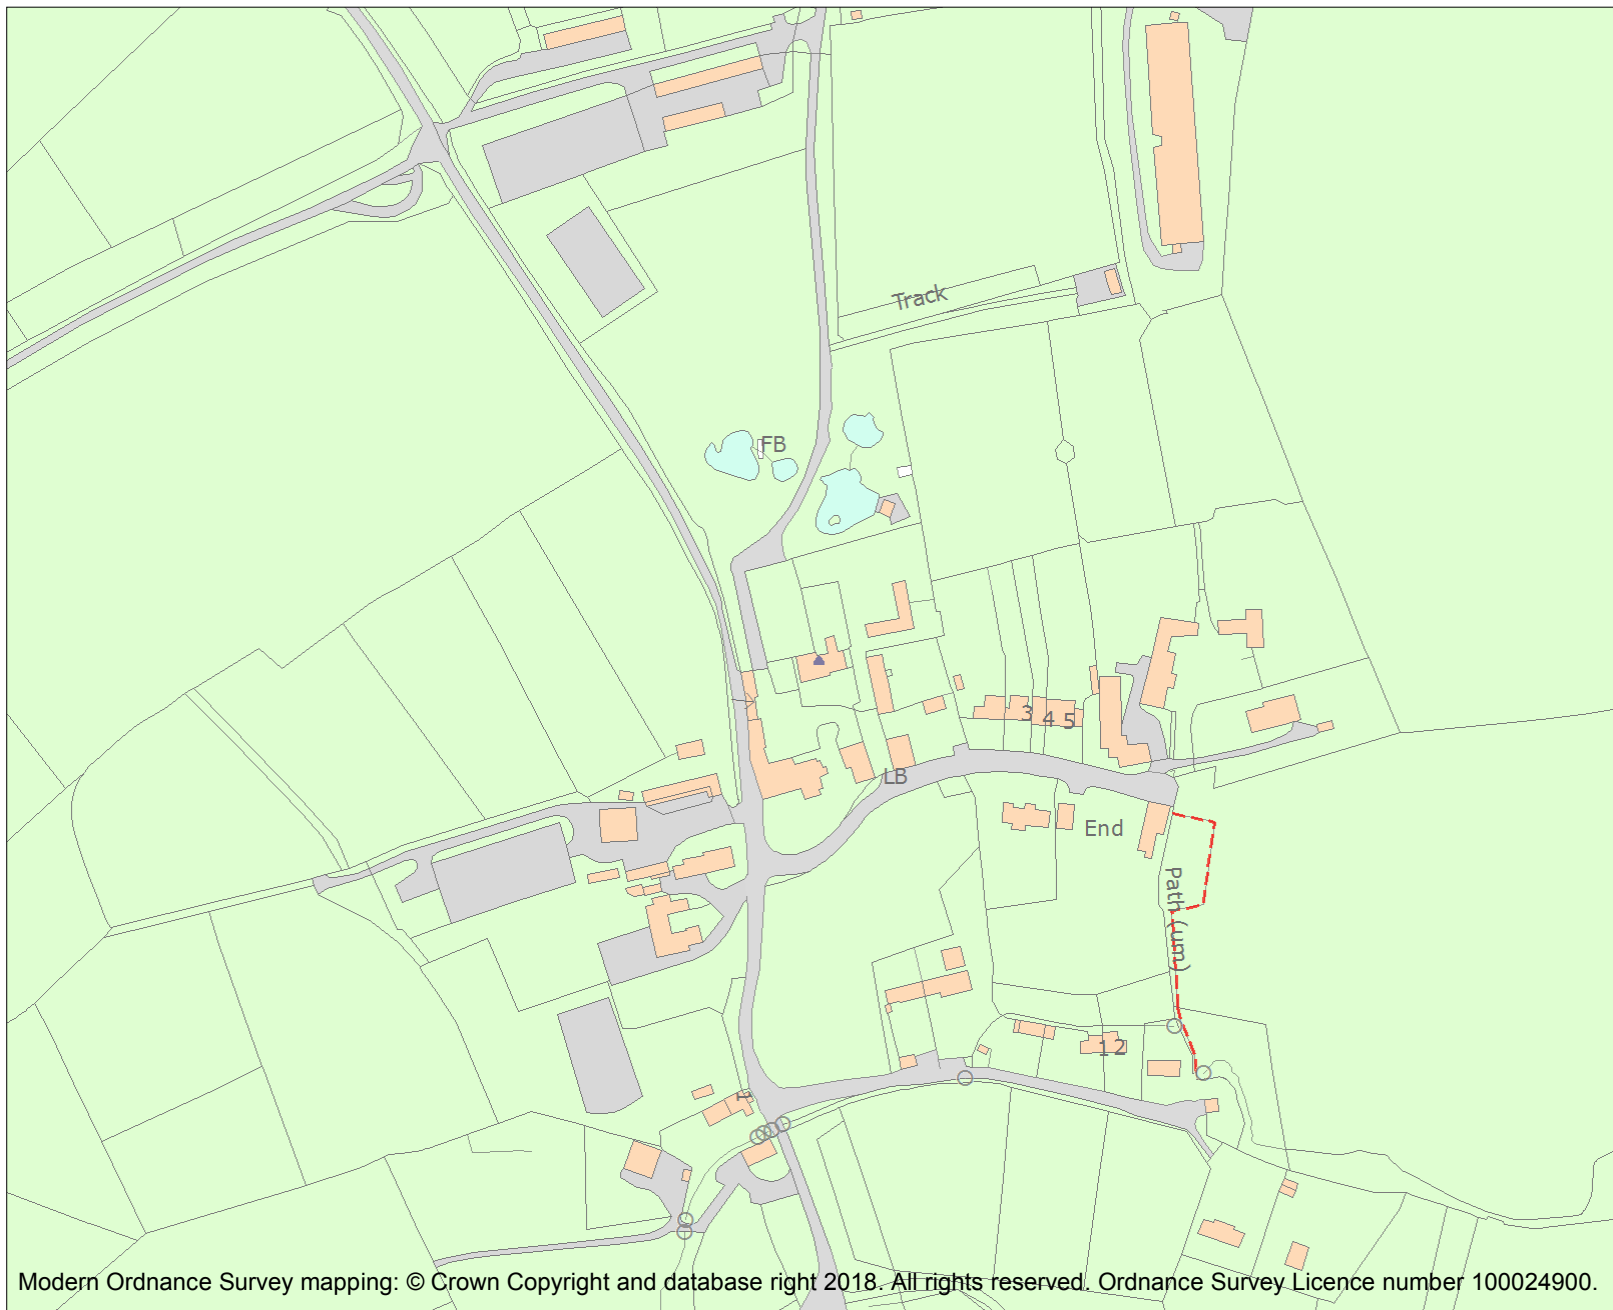 Track
FB
3 4 5
LB
End
Path (um)
1 2
1
Modern Ordnance Survey mapping: © Crown Copyright and database right 2018. All rights reserved. Ordnance Survey Licence number 100024900.